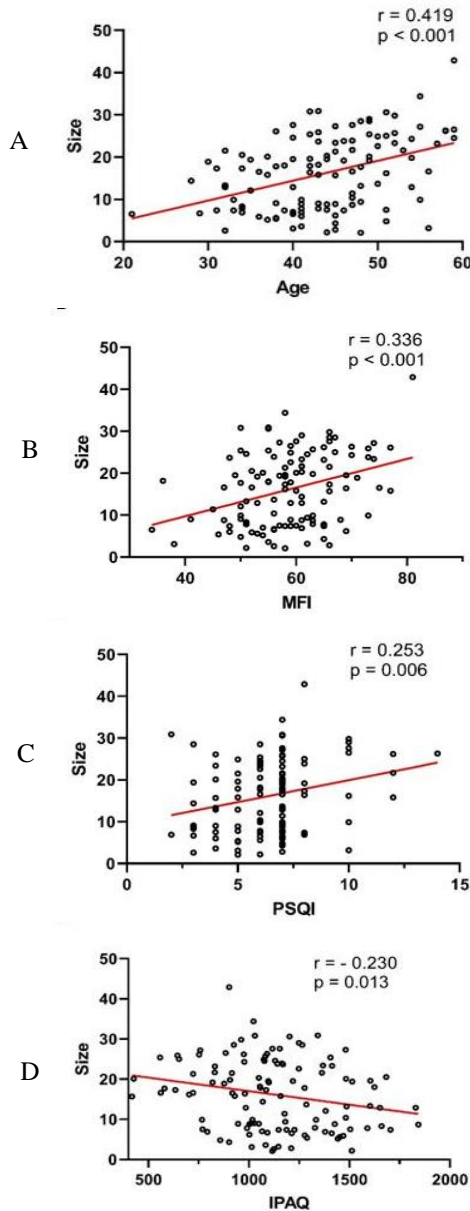 r = 0.419
p < 0.001
50
40
A
Size
30
20
10
0
20 30 40 50 60
Age
r = 0.336
p < 0.001
50
40
B
Size
30
20
10
0
40 60 80
MFI
r = 0.253
p = 0.006
50
40
C
Size
30
20
10
0
0 5 10 15
PSQI
r = - 0.230
p = 0.013
50
40
D
Size
30
20
10
0
500 1000 1500 2000
IPAQ